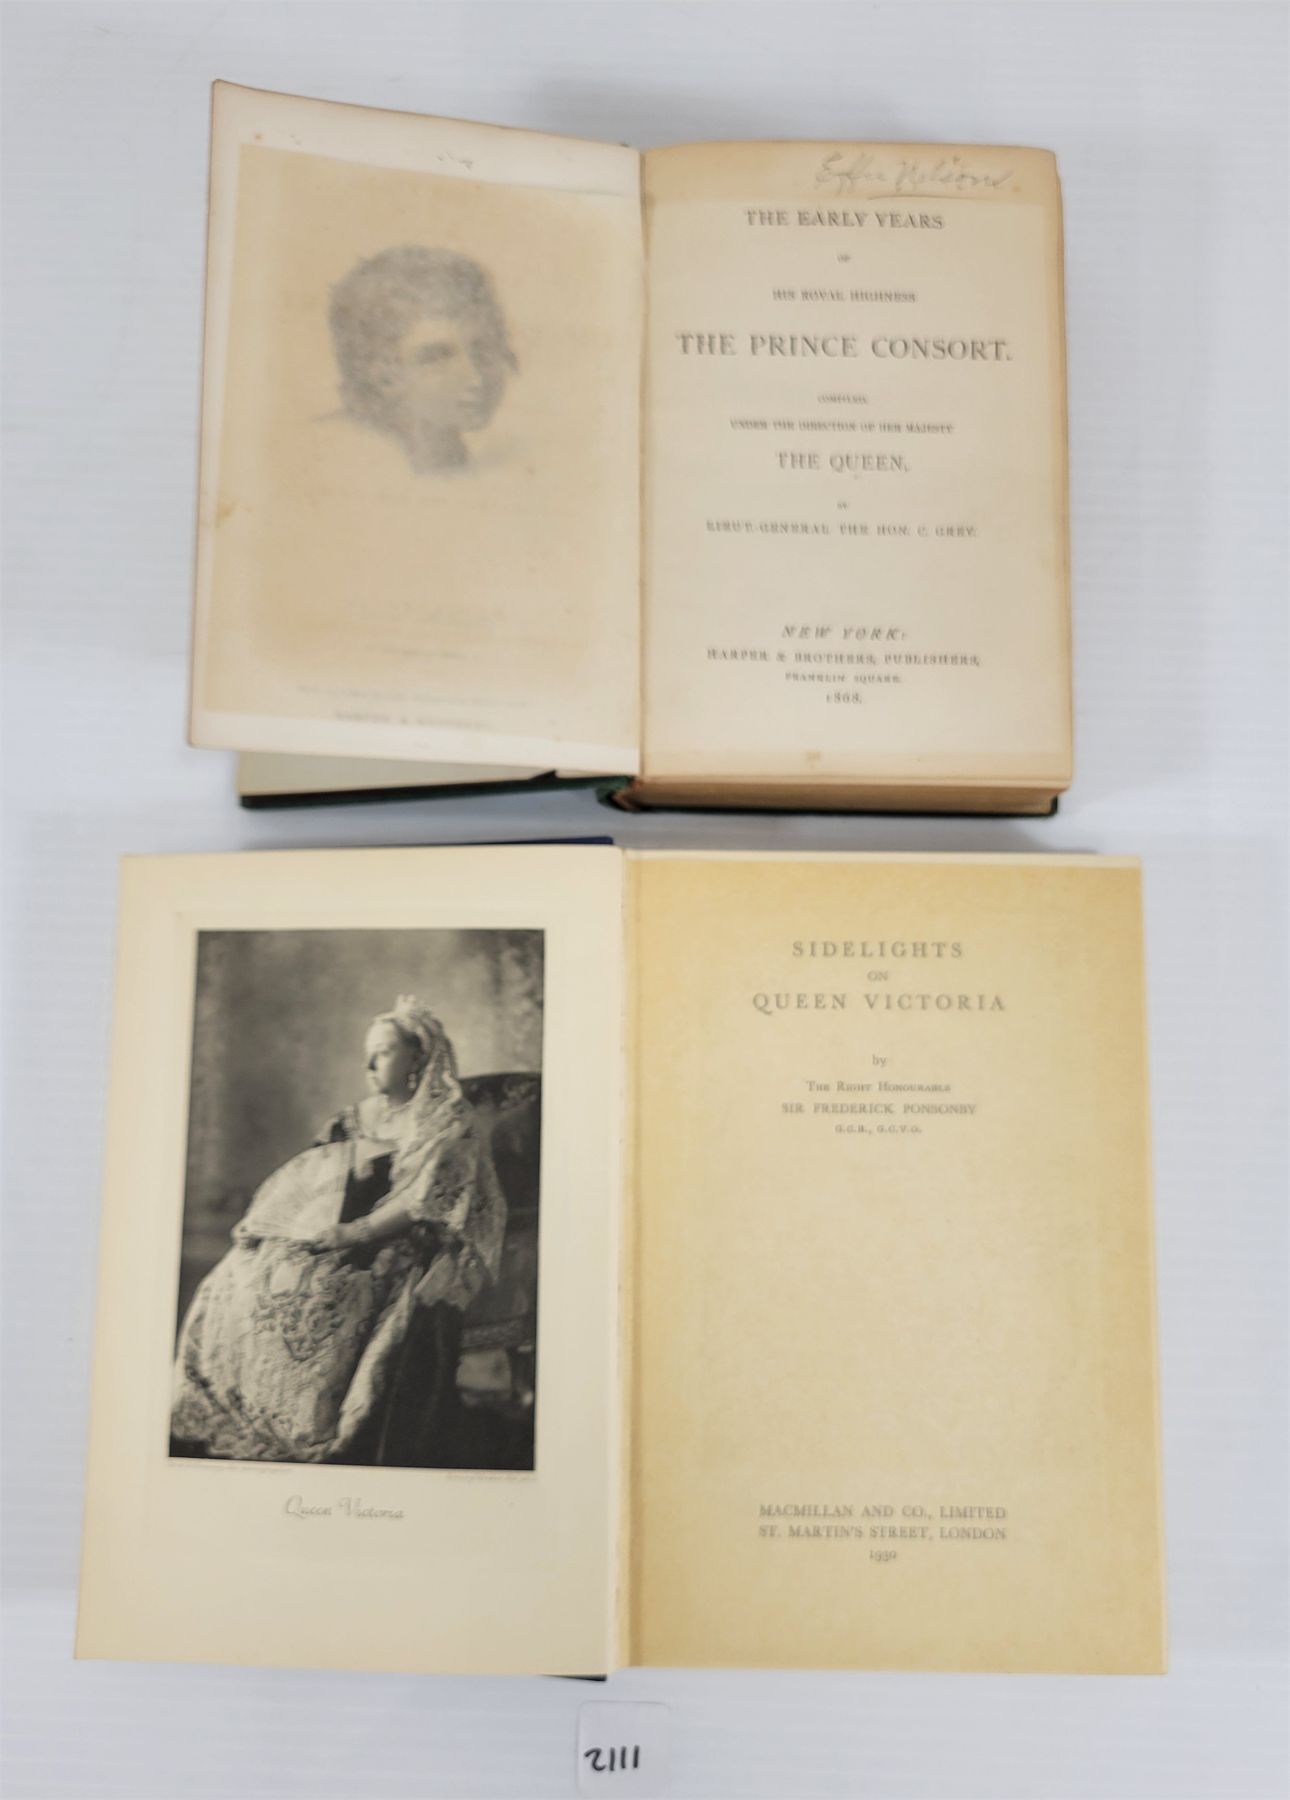 Effie Nelson
THE EARLY YEARS
OF
HIS ROYAL HIGHNESS
THE PRINCE CONSORT.
COMPILED,
UNDER THE DIRECTION OF HER MAJESTY
THE QUEEN,
BY
LIEUT.-GENERAL THE HON. C. GREY.
NEW YORK:
HARPER & BROTHERS, PUBLISHERS,
FRANKLIN SQUARE.
1868.
Queen Victoria
SIDELIGHTS
ON
QUEEN VICTORIA
by
THE RIGHT HONOURABLE
SIR FREDERICK PONSONBY
G.C.B., G.C.V.O.
MACMILLAN AND CO., LIMITED
ST. MARTIN'S STREET, LONDON
1930
2111